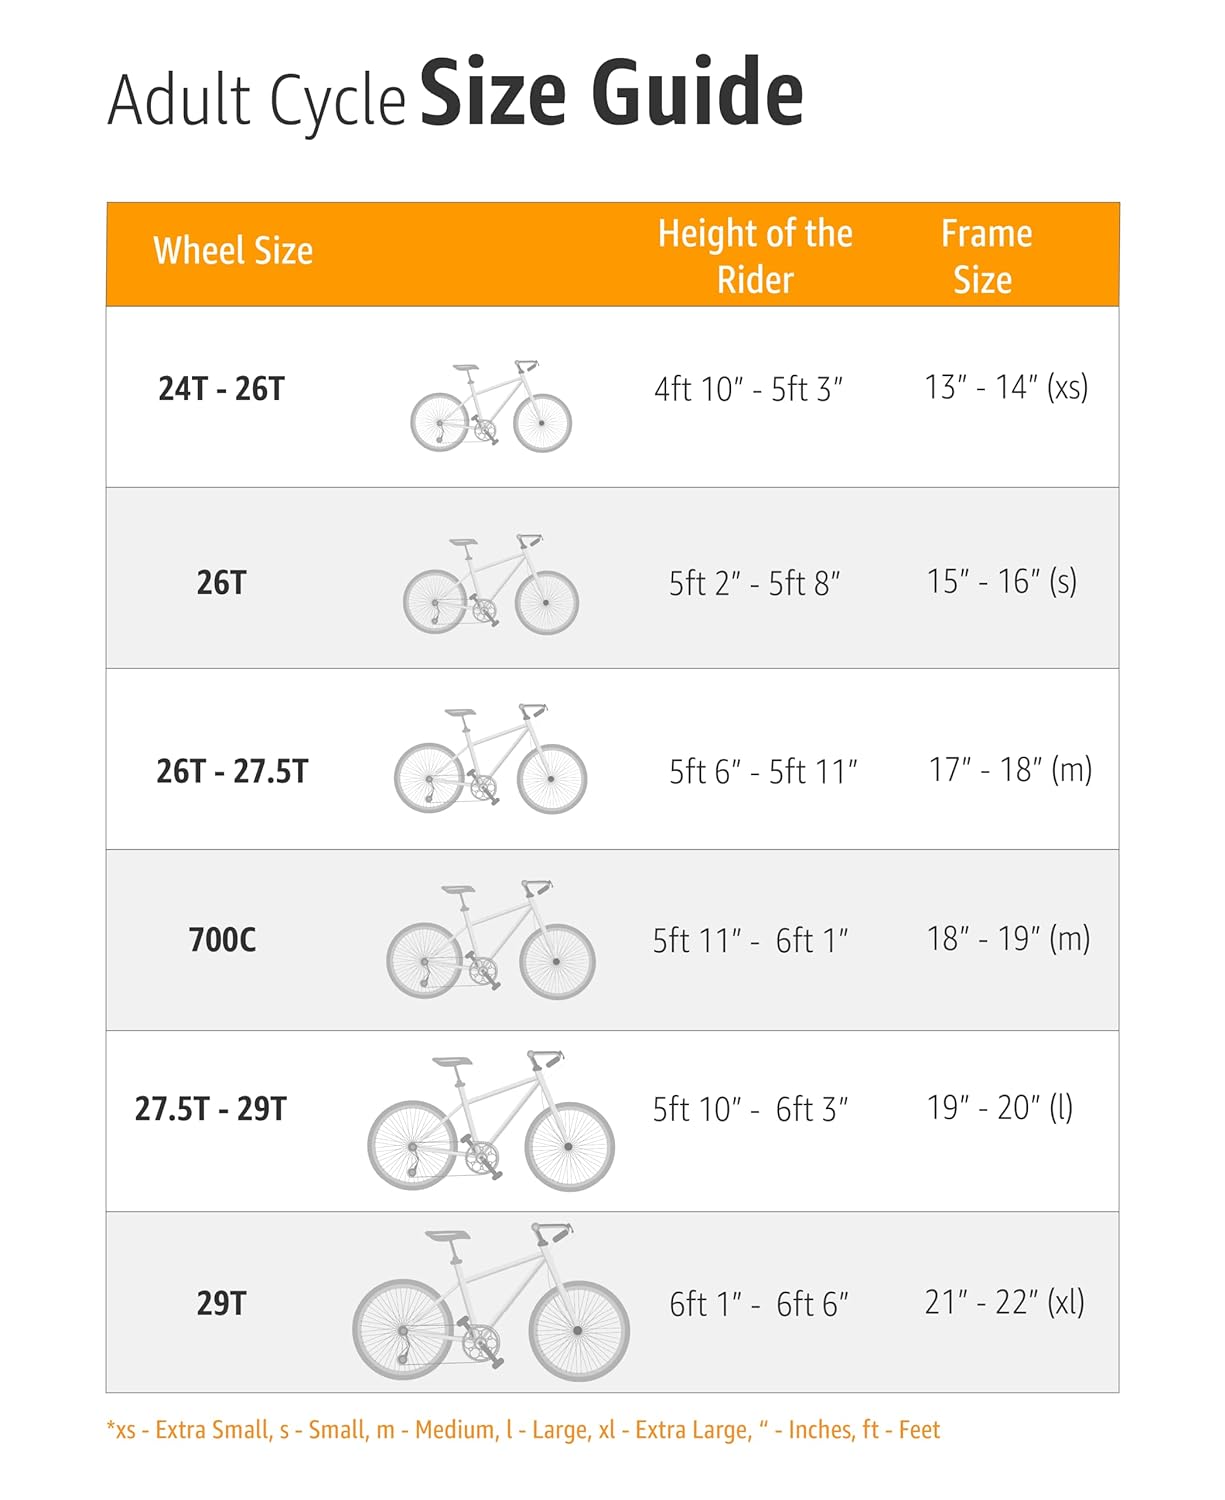 Adult Cycle Size Guide
Wheel Size
Height of the
Rider
Frame
Size
24T - 26T 4ft 10” - 5ft 3” 13” - 14” (xs)
26T 5ft 2” - 5ft 8” 15” - 16” (s)
26T - 27.5T 5ft 6” - 5ft 11” 17” - 18” (m)
700C 5ft 11” - 6ft 1” 18” - 19” (m)
27.5T - 29T 5ft 10” - 6ft 3” 19” - 20” (l)
29T 6ft 1” - 6ft 6” 21” - 22” (xl)
*xs - Extra Small, s - Small, m - Medium, l - Large, xl - Extra Large, “ - Inches, ft - Feet